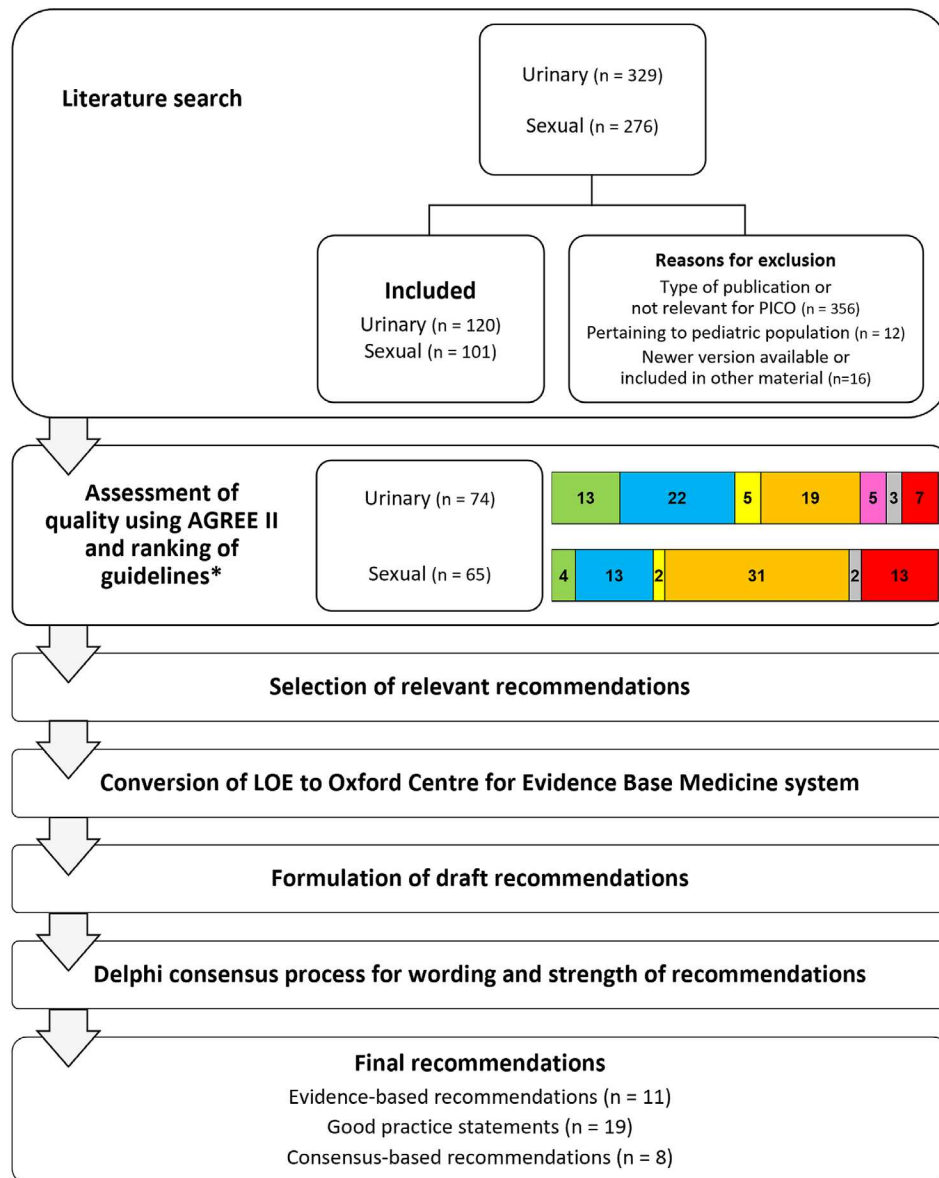 Literature search
Urinary (n = 329)
Sexual (n = 276)
Included
Urinary (n = 120)
Sexual (n = 101)
Reasons for exclusion
Type of publication or
not relevant for PICO (n = 356)
Pertaining to pediatric population (n = 12)
Newer version available or
included in other material (n=16)
Assessment of
quality using AGREE II
and ranking of
guidelines*
Urinary (n = 74)
13 22 5 19 5 3 7
Sexual (n = 65)
4 13 2 31 2 13
Selection of relevant recommendations
Conversion of LOE to Oxford Centre for Evidence Base Medicine system
Formulation of draft recommendations
Delphi consensus process for wording and strength of recommendations
Final recommendations
Evidence-based recommendations (n = 11)
Good practice statements (n = 19)
Consensus-based recommendations (n = 8)